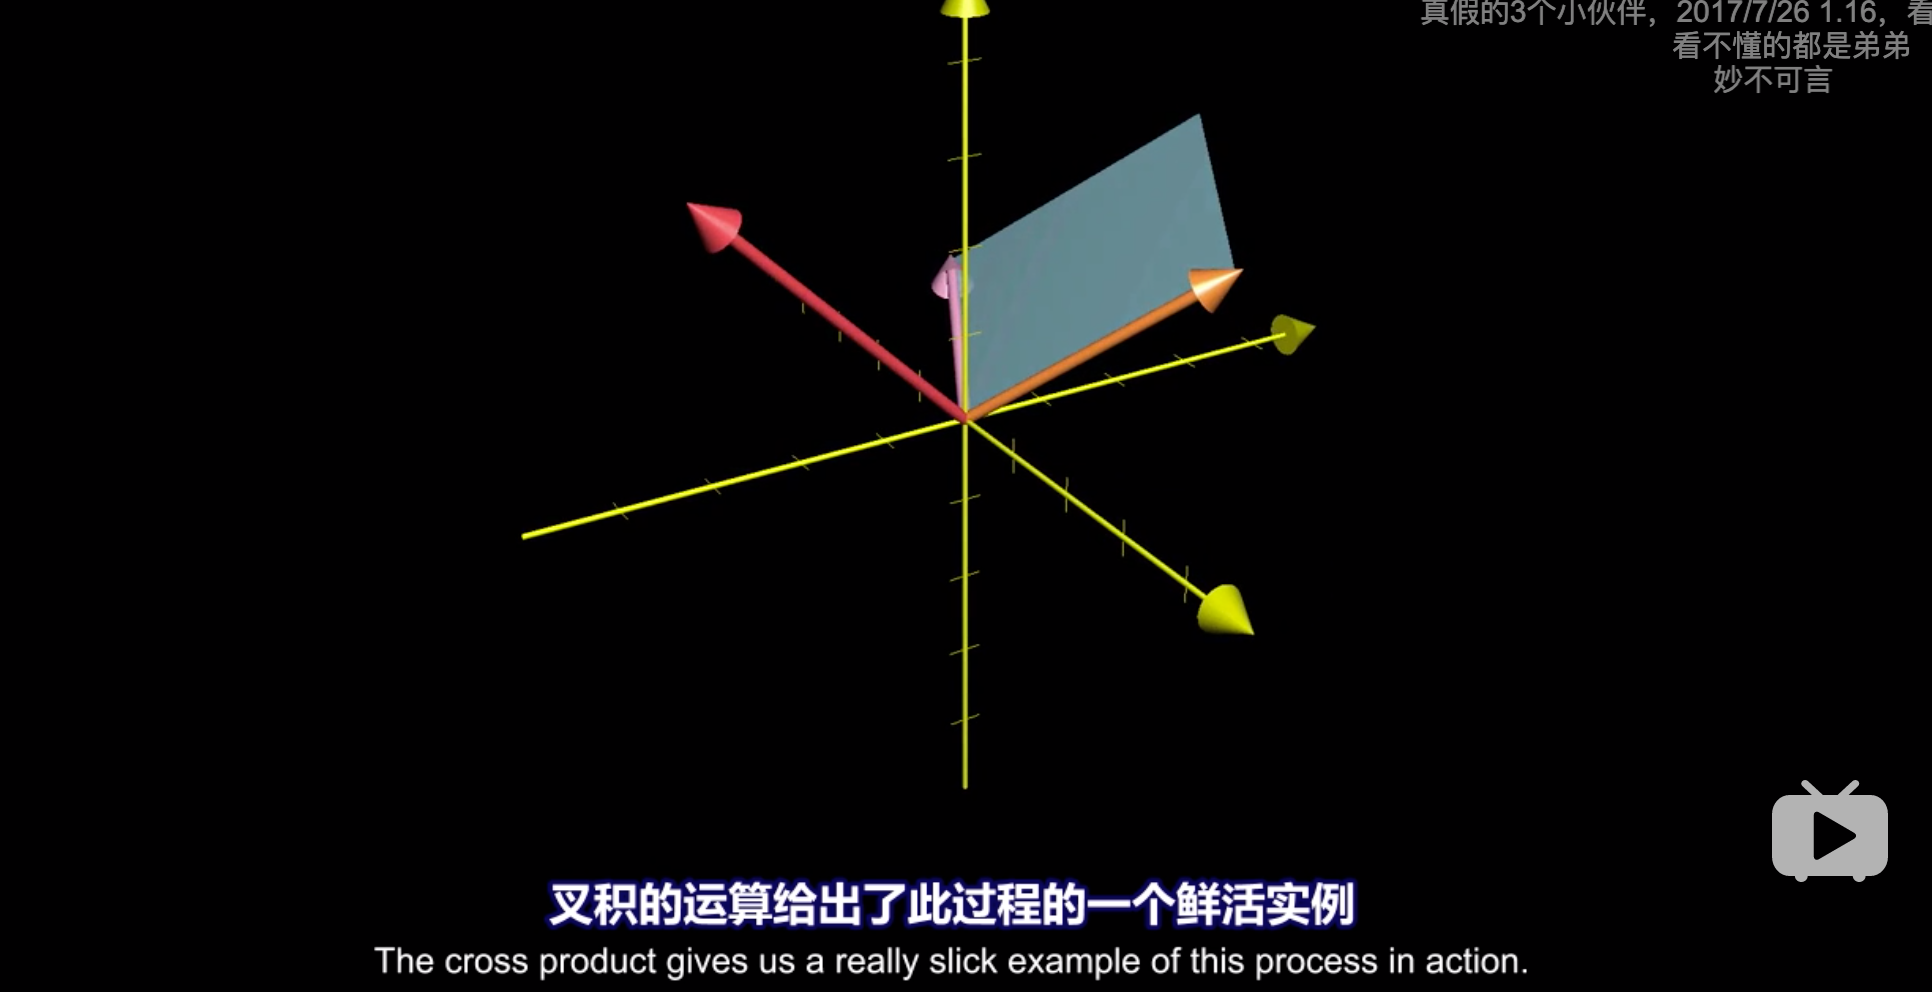 真假的3个小伙伴，2017/7/26 1.16，看
看不懂的都是弟弟
妙不可言
叉积的运算给出了此过程的一个鲜活实例
The cross product gives us a really slick example of this process in action.